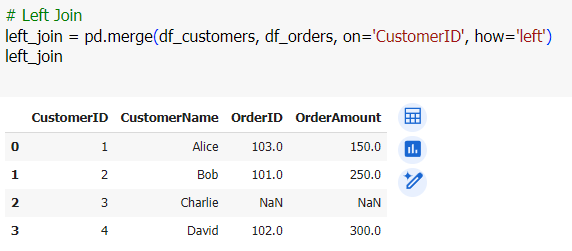 # Left Join
left_join = pd.merge(df_customers, df_orders, on='CustomerID', how='left')
left_join
CustomerID CustomerName OrderID OrderAmount
0 1 Alice 103.0 150.0
1 2 Bob 101.0 250.0
2 3 Charlie NaN NaN
3 4 David 102.0 300.0